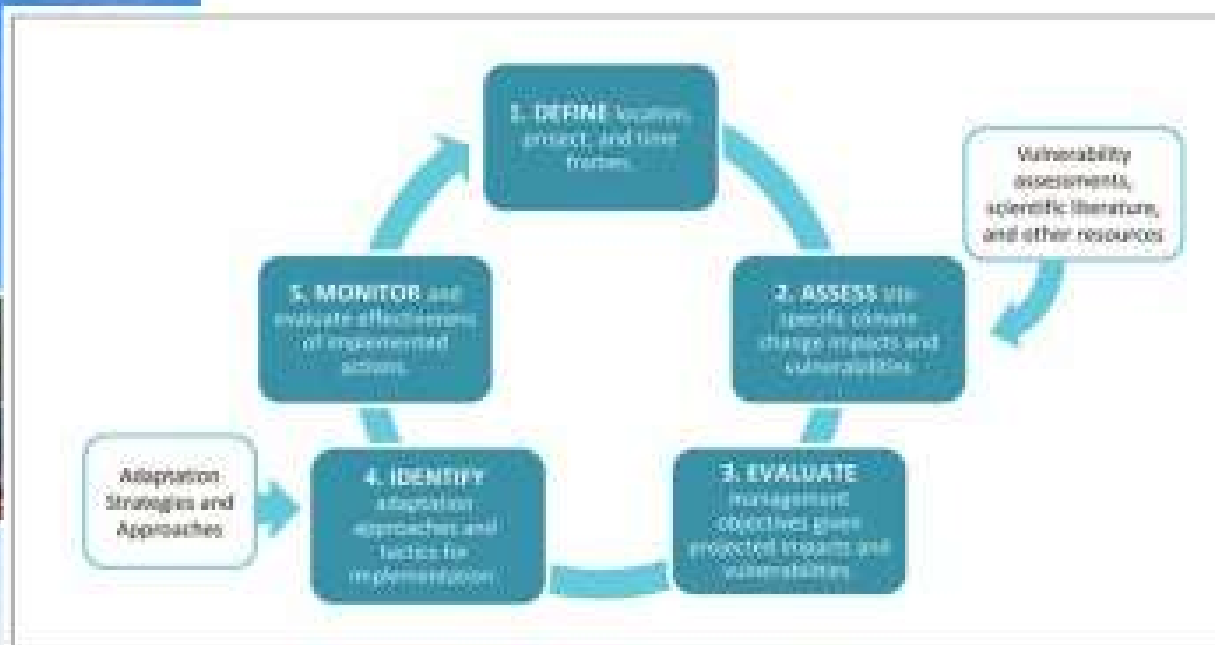 1. DEFINE location,
project, and time
frames.
Vulnerability
assessments,
scientific literature,
and other resources
2. ASSESS site-
specific climate
change impacts and
vulnerabilities
3. EVALUATE
management
objectives given
projected impacts and
vulnerabilities
4. IDENTIFY
adaptation
approaches and
tactics for
implementation
Adaptation
Strategies and
Approaches
5. MONITOR and
evaluate effectiveness
of implemented
actions.